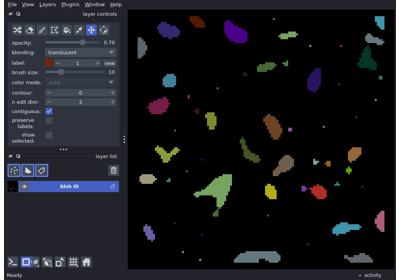 File View Layers Plugins Window Help
layer controls
opacity: 0.70
blending: translucent
label: 1 new
brush size: 10
color mode: auto
contour: 0
n edit dim: 2
contiguous:
preserve labels:
show selected:
layer list
blob ID
Ready
activity